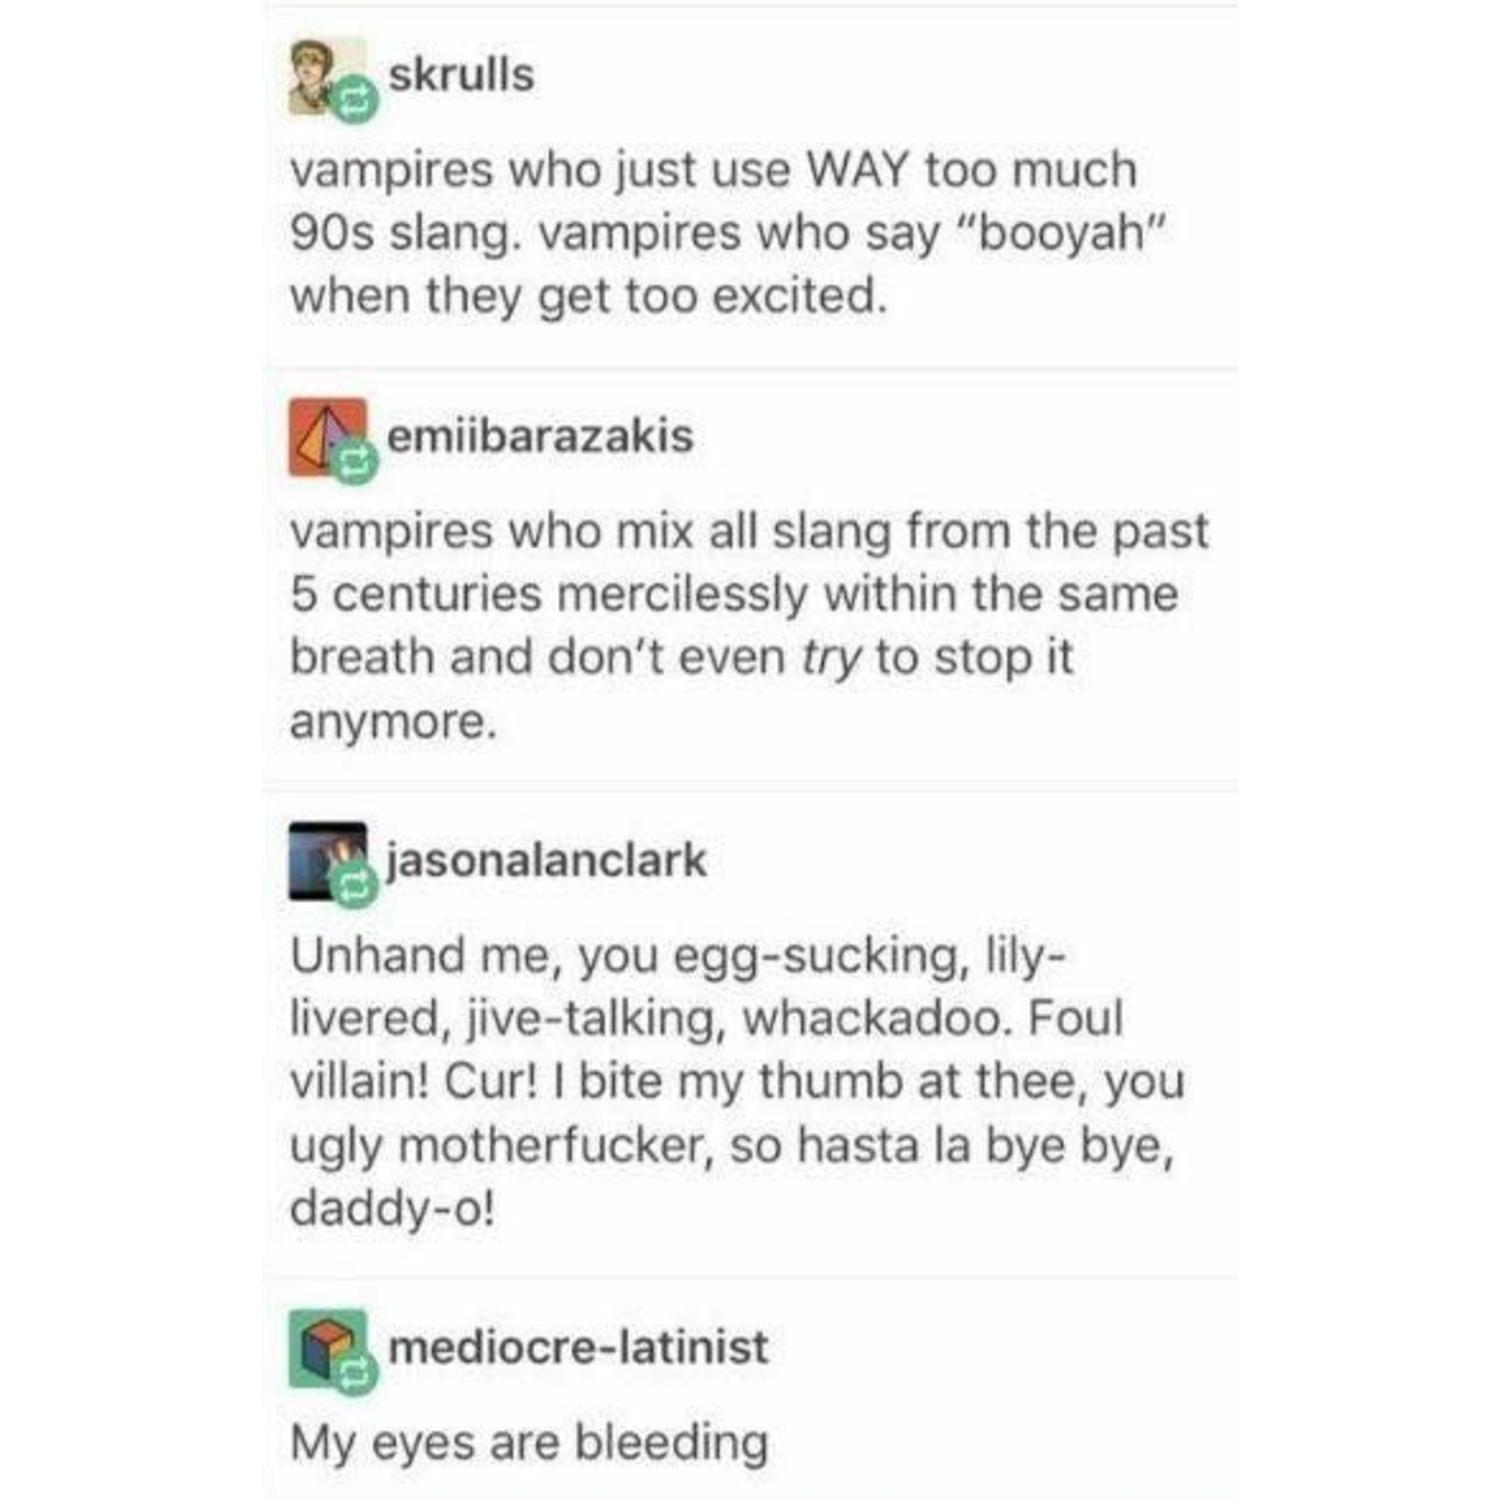 skrulls
vampires who just use WAY too much
90s slang. vampires who say “booyah”
when they get too excited.
emiibarazakis
vampires who mix all slang from the past
5 centuries mercilessly within the same
breath and don’t even try to stop it
anymore.
jasonalanclark
Unhand me, you egg-sucking, lily-
livered, jive-talking, whackadoo. Foul
villain! Cur! I bite my thumb at thee, you
ugly motherfucker, so hasta la bye bye,
daddy-o!
mediocre-latinist
My eyes are bleeding